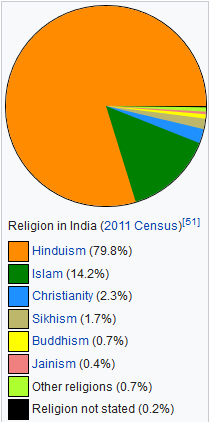 Religion in India (2011 Census)[51]
Hinduism (79.8%)
Islam (14.2%)
Christianity (2.3%)
Sikhism (1.7%)
Buddhism (0.7%)
Jainism (0.4%)
Other religions (0.7%)
Religion not stated (0.2%)